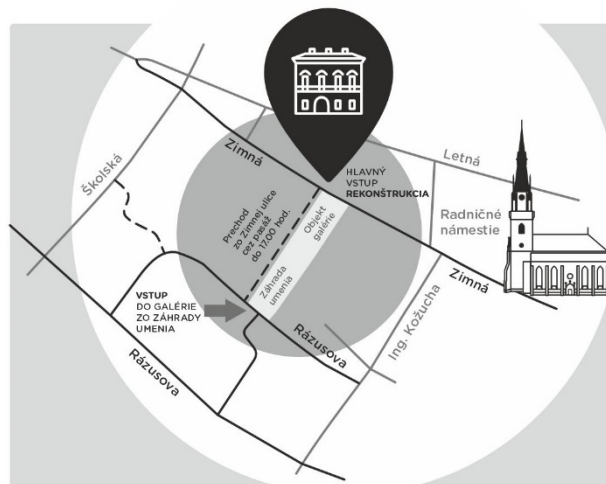 Školská
Zimná
HLAVNÝ
VSTUP
REKONŠTRUKCIA
Letná
Radničné
námestie
Prechod
zo Zimnej ulice
cez pasáž
do 17.00 hod.
Objekt
galérie
Záhrada
umenia
Zimná
VSTUP
DO GALÉRIE
ZO ZÁHRADY
UMENIA
Rázusova
Ing. Kožucha
Rázusova